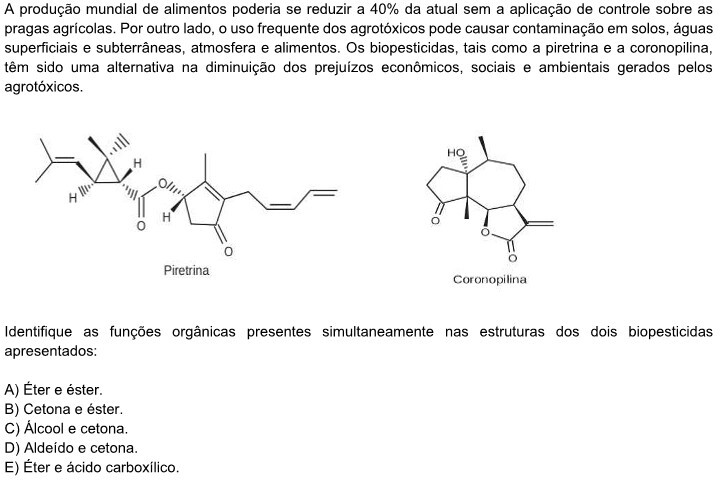 A produção mundial de alimentos poderia se reduzir a 40% da atual sem a aplicação de controle sobre as
pragas agrícolas. Por outro lado, o uso frequente dos agrotóxicos pode causar contaminação em solos, águas
superficiais e subterrâneas, atmosfera e alimentos. Os biopesticidas, tais como a piretrina e a coronopilina,
têm sido uma alternativa na diminuição dos prejuízos econômicos, sociais e ambientais gerados pelos
agrotóxicos.
HO
H
O
H
H
O
O
O
O
O
Piretrina
Coronopilina
Identifique as funções orgânicas presentes simultaneamente nas estruturas dos dois biopesticidas
apresentados:
A) Éter e éster.
B) Cetona e éster.
C) Álcool e cetona.
D) Aldeído e cetona.
E) Éter e ácido carboxílico.